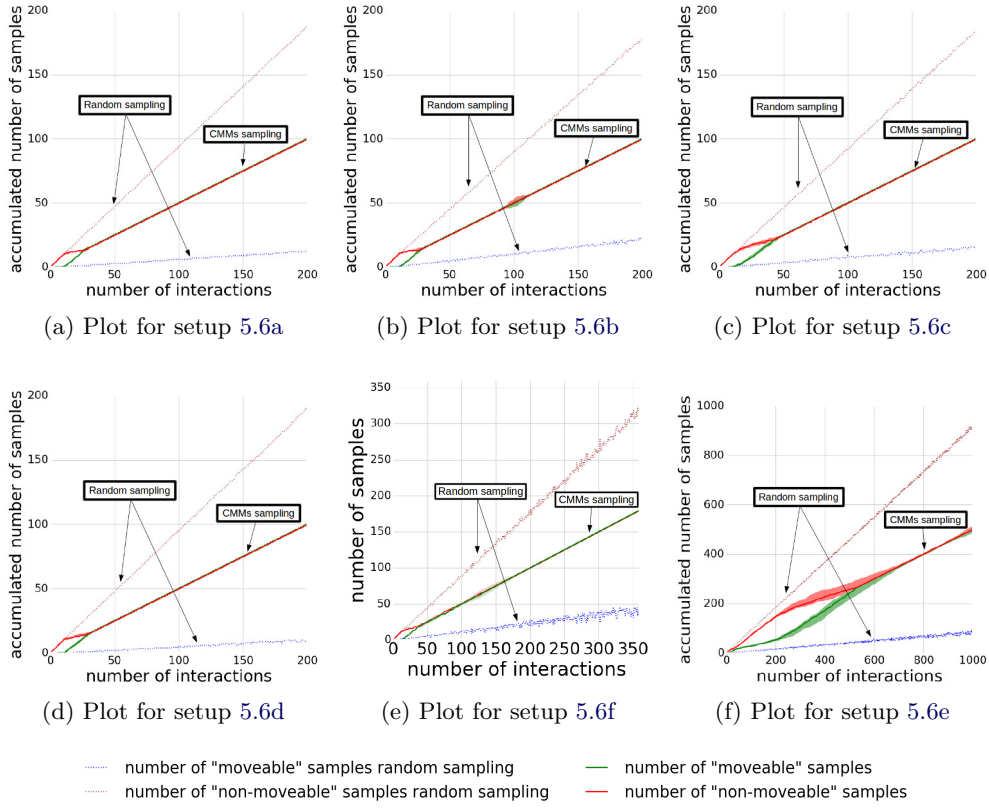 200
150
100
50
0
accumulated number of samples
Random sampling
CMMs sampling
0 50 100 150 200
number of interactions
(a) Plot for setup 5.6a
200
150
100
50
0
accumulated number of samples
Random sampling
CMMs sampling
0 50 100 150 200
number of interactions
(b) Plot for setup 5.6b
200
150
100
50
0
accumulated number of samples
Random sampling
CMMs sampling
0 50 100 150 200
number of interactions
(c) Plot for setup 5.6c
200
150
100
50
0
accumulated number of samples
Random sampling
CMMs sampling
0 50 100 150 200
number of interactions
(d) Plot for setup 5.6d
350
300
250
200
150
100
50
0
number of samples
Random sampling
CMMs sampling
0 50 100 150 200 250 300 350
number of interactions
(e) Plot for setup 5.6f
1000
800
600
400
200
0
accumulated number of samples
Random sampling
CMMs sampling
0 200 400 600 800 1000
number of interactions
(f) Plot for setup 5.6e
number of "moveable" samples random sampling
number of "non-moveable" samples random sampling
number of "moveable" samples
number of "non-moveable" samples